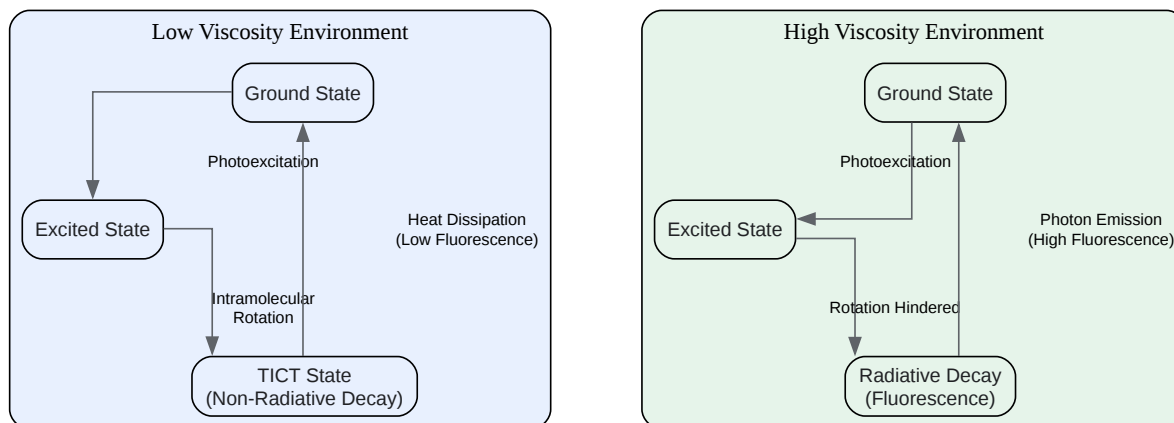 Low Viscosity Environment
Ground State
Photoexcitation
Excited State
Heat Dissipation
(Low Fluorescence)
Intramolecular
Rotation
TICT State
(Non-Radiative Decay)
High Viscosity Environment
Ground State
Photoexcitation
Excited State
Photon Emission
(High Fluorescence)
Rotation Hindered
Radiative Decay
(Fluorescence)